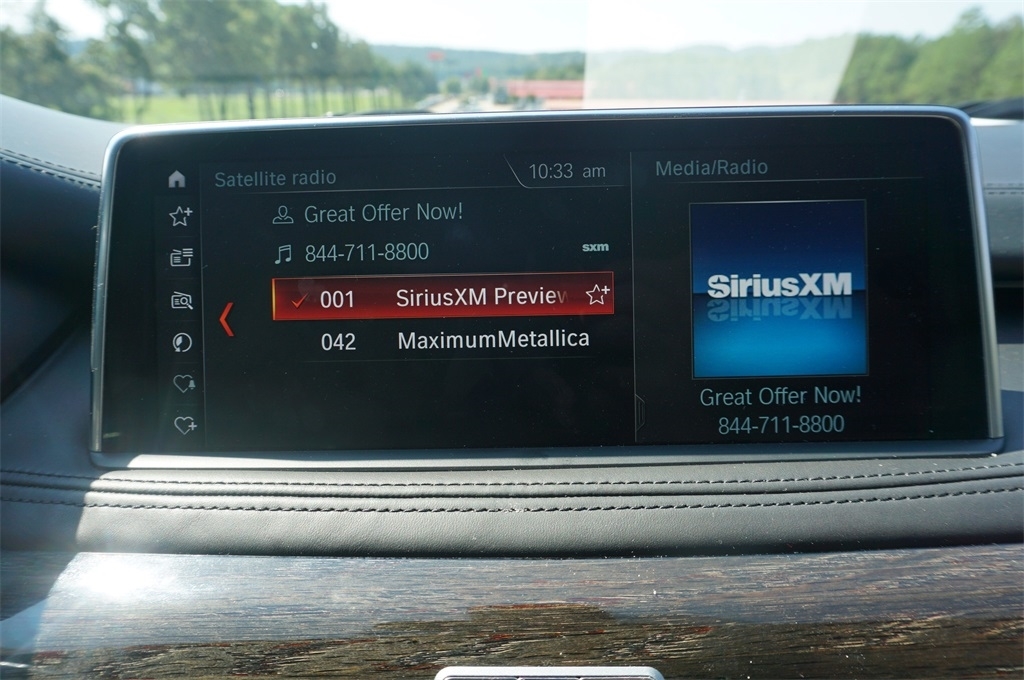 Satellite radio 10:33 am
Great Offer Now!
844-711-8800 sxm
001 SiriusXM Preview
042 MaximumMetallica
Media/Radio
SiriusXM
Great Offer Now!
844-711-8800